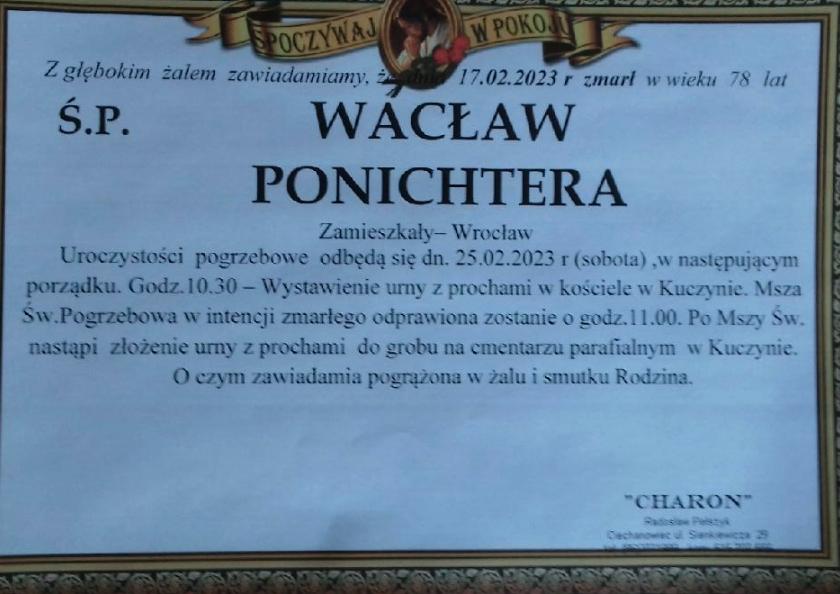 SPOCZYWAJ W POKOJU
Z głębokim żalem zawiadamiamy, że dnia 17.02.2023 r zmarł w wieku 78 lat
Ś.P. WACŁAW
PONICHTERA
Zamieszkały– Wrocław
Uroczystości pogrzebowe odbędą się dn. 25.02.2023 r (sobota) ,w następującym
porządku. Godz.10.30 – Wystawienie urny z prochami w kościele w Kuczynie. Msza
Św.Pogrzebowa w intencji zmarłego odprawiona zostanie o godz.11.00. Po Mszy Św.
nastąpi złożenie urny z prochami do grobu na cmentarzu parafialnym w Kuczynie.
O czym zawiadamia pogrążona w żalu i smutku Rodzina.
"CHARON"
Radosław
Ciechanowiec ul. Sienkiewicza 29